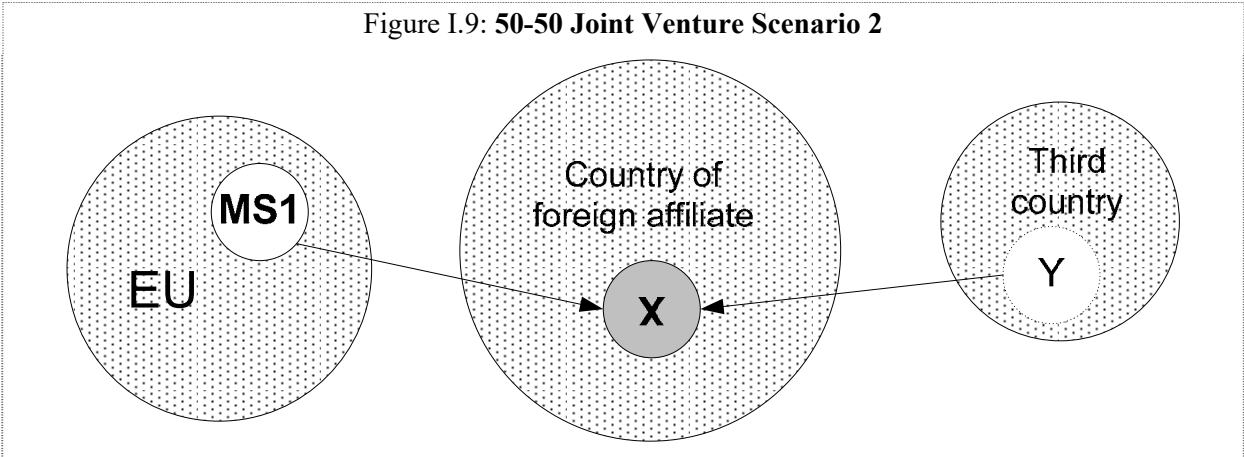 Figure I.9: 50-50 Joint Venture Scenario 2
Country of
foreign affiliate
Third
country
MS1
EU
X
Y